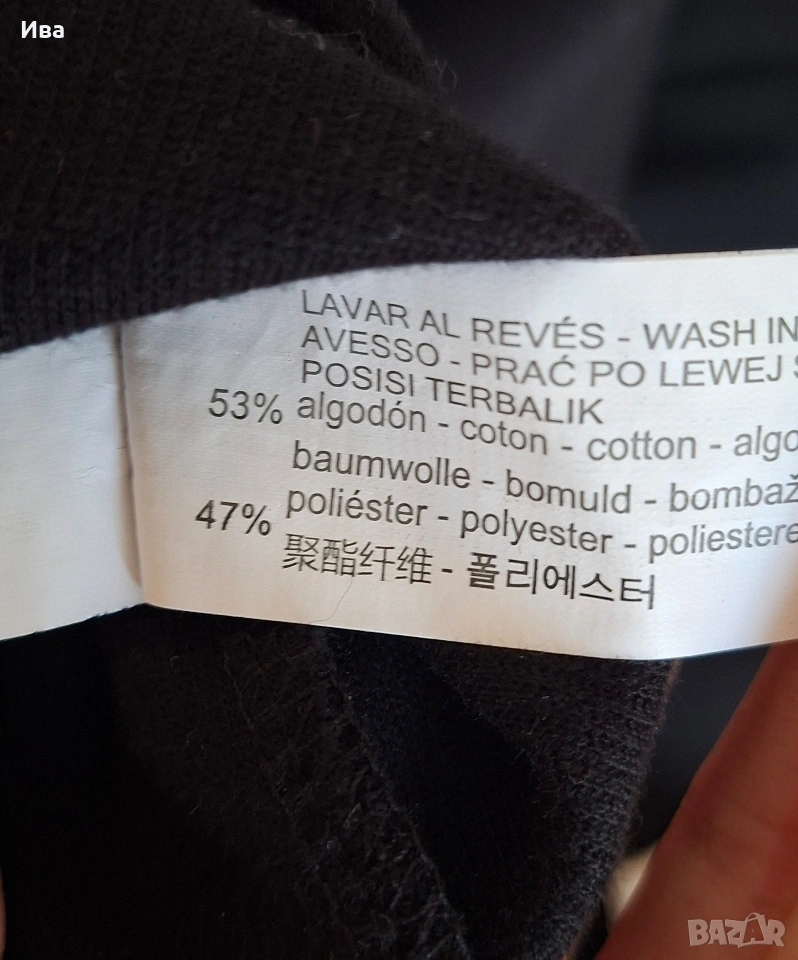 Ива
LAVAR AL REVÉS - WASH IN
AVESSO - PRAĆ PO LEWEJ
POSISI TERBALIK
53% algodón - coton - cotton - algo
baumwolle - bomuld - bombaž
47% poliéster - polyester - poliestere
聚酯纤维 - 폴리에스터
BAZAR